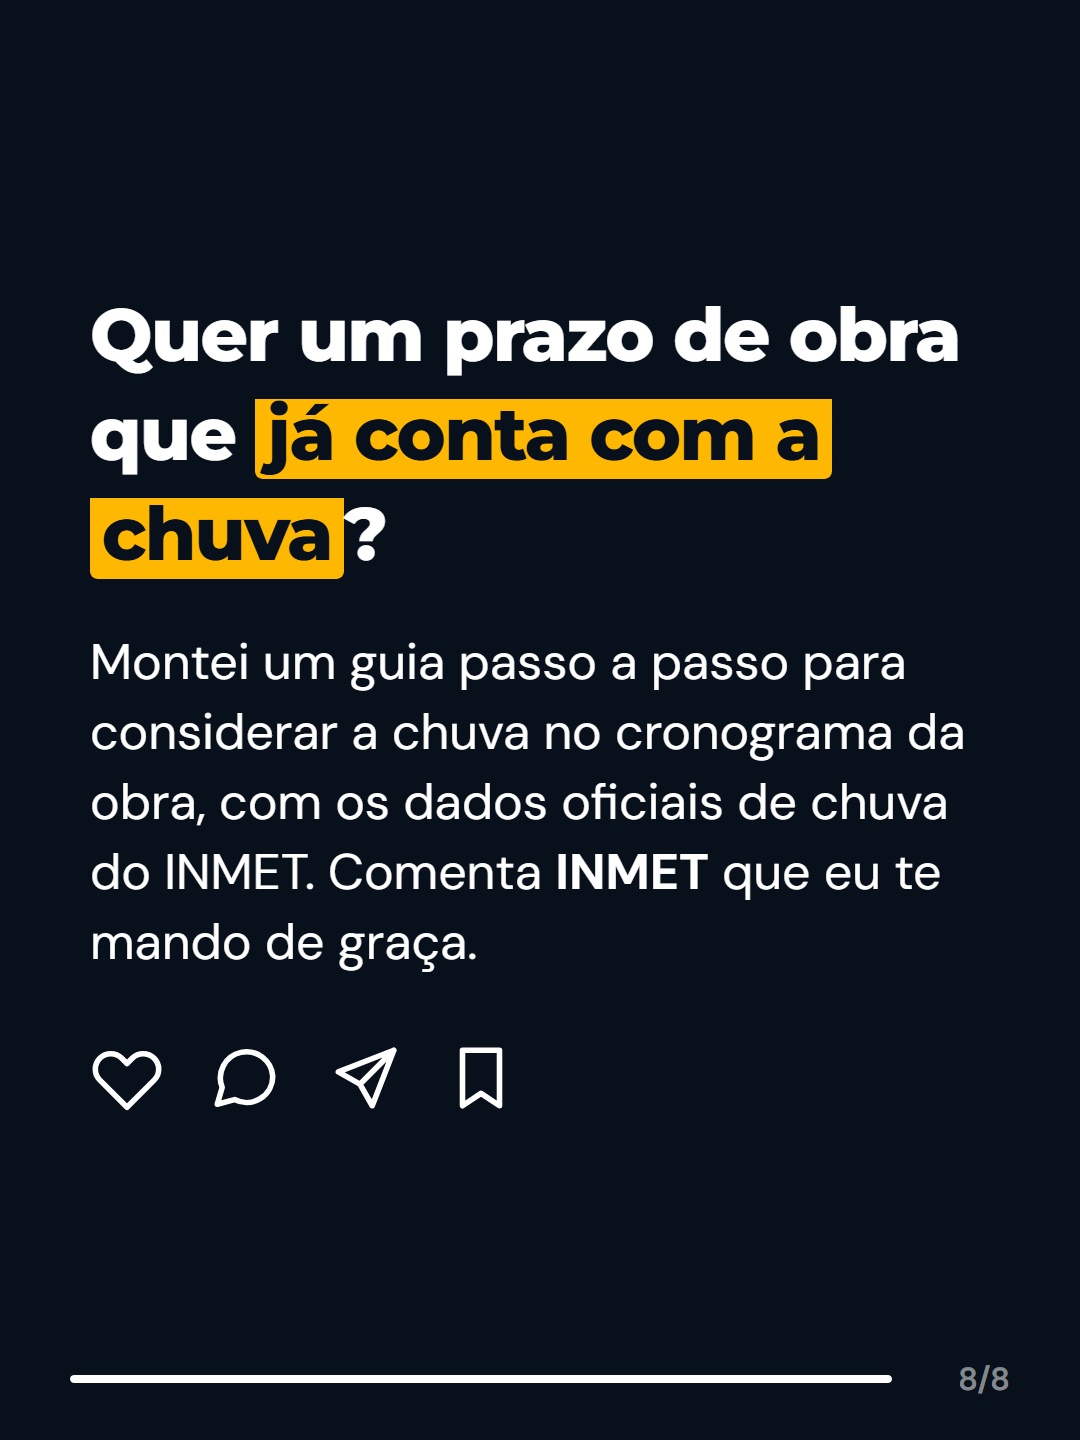 Quer um prazo de obra
que já conta com a
chuva?
Montei um guia passo a passo para
considerar a chuva no cronograma da
obra, com os dados oficiais de chuva
do INMET. Comenta INMET que eu te
mando de graça.
8/8